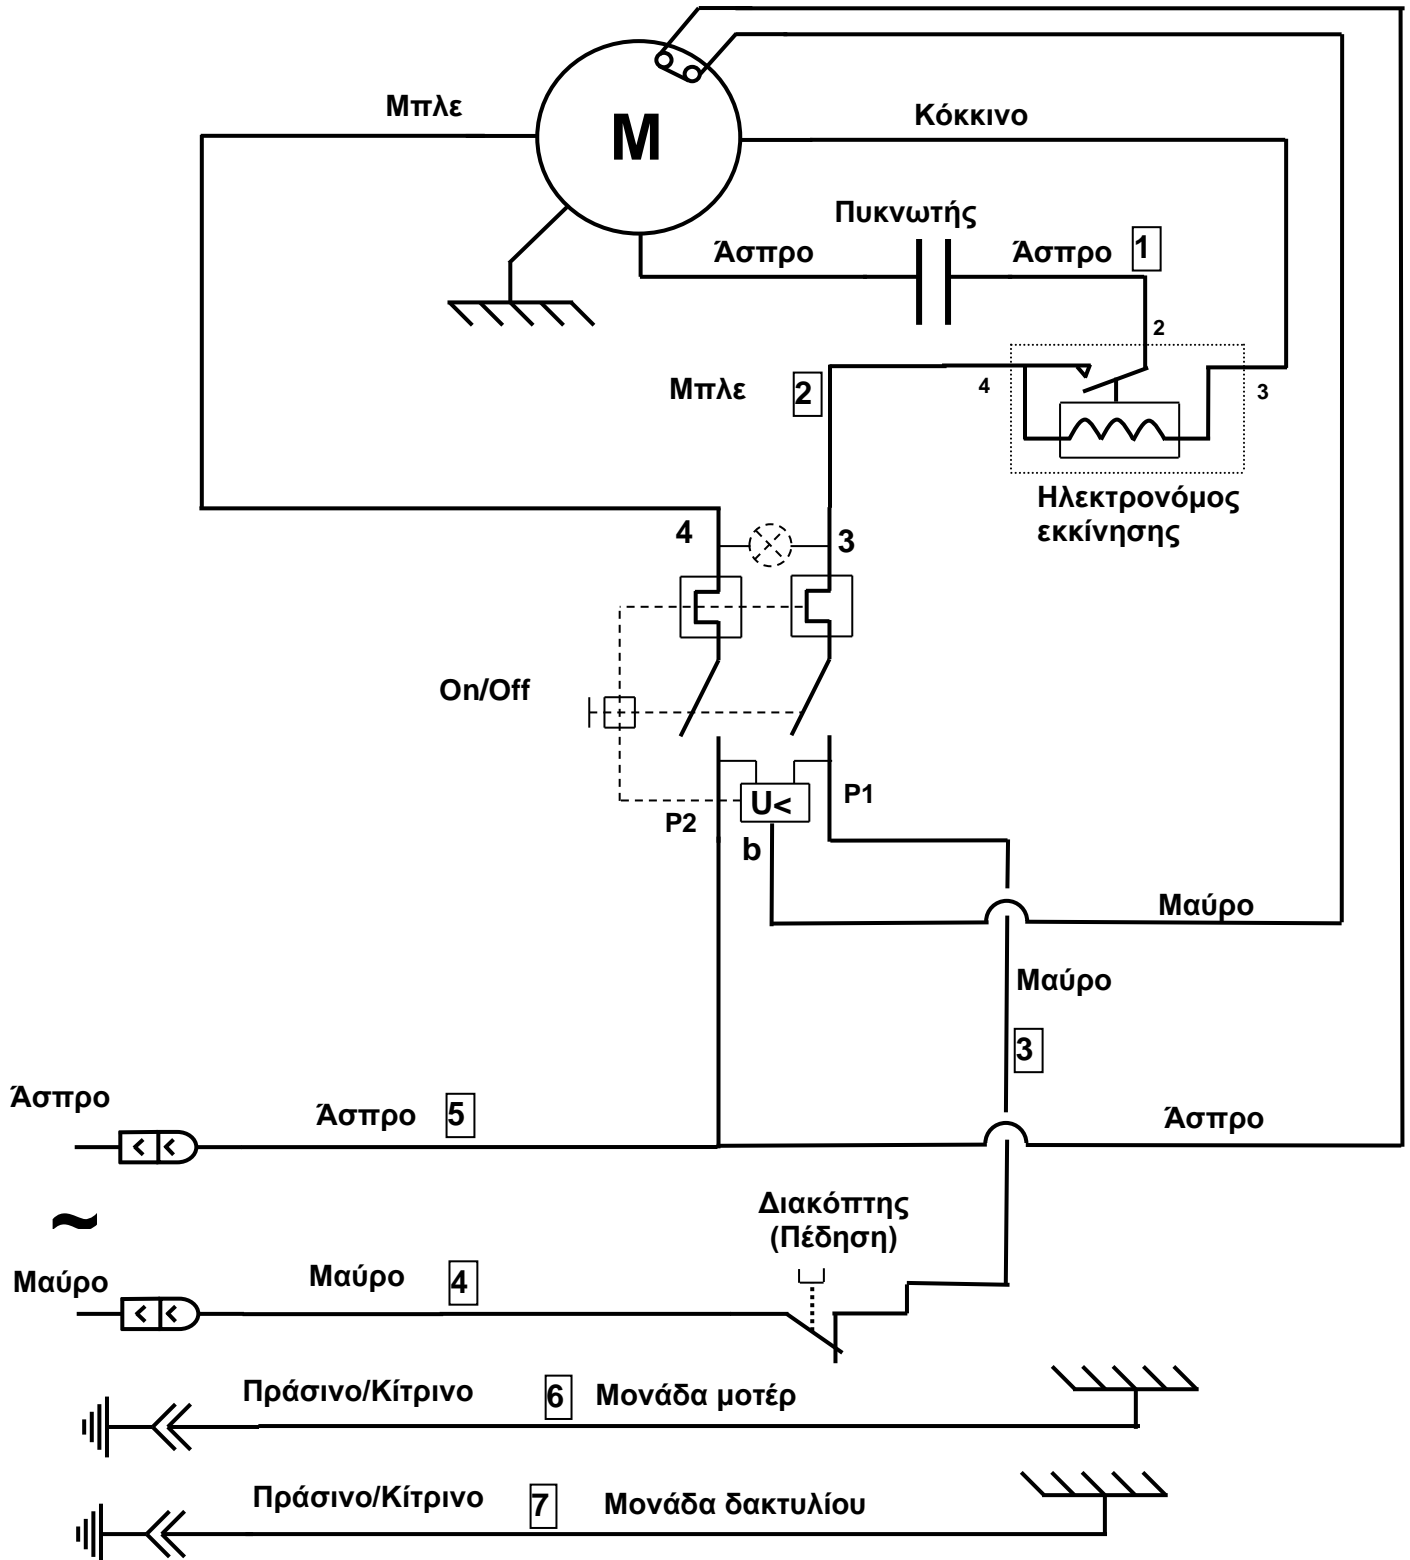 Μπλε
M
Κόκκινο
Πυκνωτής
Άσπρο
Άσπρο
1
2
Μπλε
2
4
3
Ηλεκτρονόμος
εκκίνησης
4
3
On/Off
U<
P1
P2
b
Μαύρο
Μαύρο
3
Άσπρο
Άσπρο
5
Άσπρο
~
Διακόπτης
(Πέδηση)
Μαύρο
Μαύρο
4
Πράσινο/Κίτρινο
6
Μονάδα μοτέρ
Πράσινο/Κίτρινο
7
Μονάδα δακτυλίου